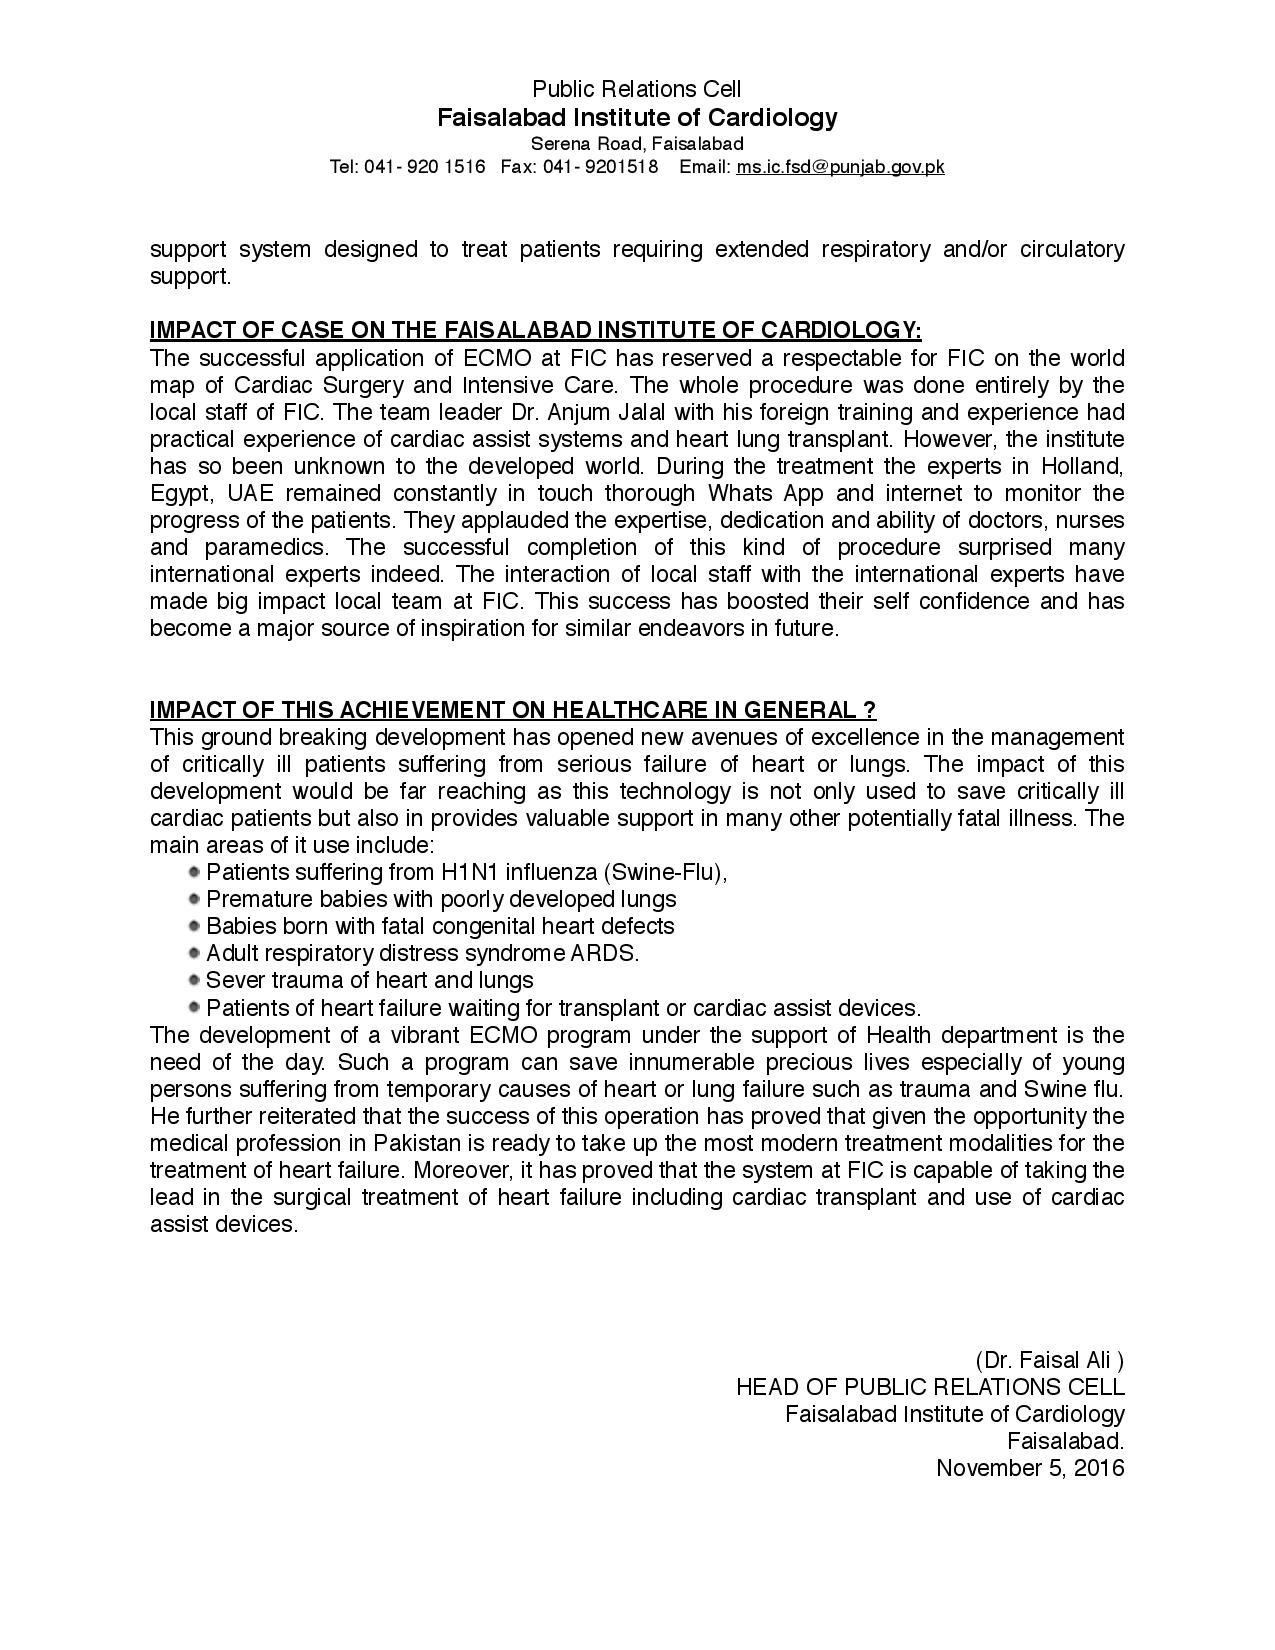 Public Relations Cell
Faisalabad Institute of Cardiology
Serena Road, Faisalabad
Tel: 041- 920 1516 Fax: 041- 9201518 Email: ms.ic.fsd@punjab.gov.pk
support system designed to treat patients requiring extended respiratory and/or circulatory
support.
IMPACT OF CASE ON THE FAISALABAD INSTITUTE OF CARDIOLOGY:
The successful application of ECMO at FIC has reserved a respectable for FIC on the world
map of Cardiac Surgery and Intensive Care. The whole procedure was done entirely by the
local staff of FIC. The team leader Dr. Anjum Jalal with his foreign training and experience had
practical experience of cardiac assist systems and heart lung transplant. However, the institute
has so been unknown to the developed world. During the treatment the experts in Holland,
Egypt, UAE remained constantly in touch thorough Whats App and internet to monitor the
progress of the patients. They applauded the expertise, dedication and ability of doctors, nurses
and paramedics. The successful completion of this kind of procedure surprised many
international experts indeed. The interaction of local staff with the international experts have
made big impact local team at FIC. This success has boosted their self confidence and has
become a major source of inspiration for similar endeavors in future.
IMPACT OF THIS ACHIEVEMENT ON HEALTHCARE IN GENERAL ?
This ground breaking development has opened new avenues of excellence in the management
of critically ill patients suffering from serious failure of heart or lungs. The impact of this
development would be far reaching as this technology is not only used to save critically ill
cardiac patients but also in provides valuable support in many other potentially fatal illness. The
main areas of it use include:
• Patients suffering from H1N1 influenza (Swine-Flu),
• Premature babies with poorly developed lungs
• Babies born with fatal congenital heart defects
• Adult respiratory distress syndrome ARDS.
• Sever trauma of heart and lungs
• Patients of heart failure waiting for transplant or cardiac assist devices.
The development of a vibrant ECMO program under the support of Health department is the
need of the day. Such a program can save innumerable precious lives especially of young
persons suffering from temporary causes of heart or lung failure such as trauma and Swine flu.
He further reiterated that the success of this operation has proved that given the opportunity the
medical profession in Pakistan is ready to take up the most modern treatment modalities for the
treatment of heart failure. Moreover, it has proved that the system at FIC is capable of taking the
lead in the surgical treatment of heart failure including cardiac transplant and use of cardiac
assist devices.
(Dr. Faisal Ali )
HEAD OF PUBLIC RELATIONS CELL
Faisalabad Institute of Cardiology
Faisalabad.
November 5, 2016